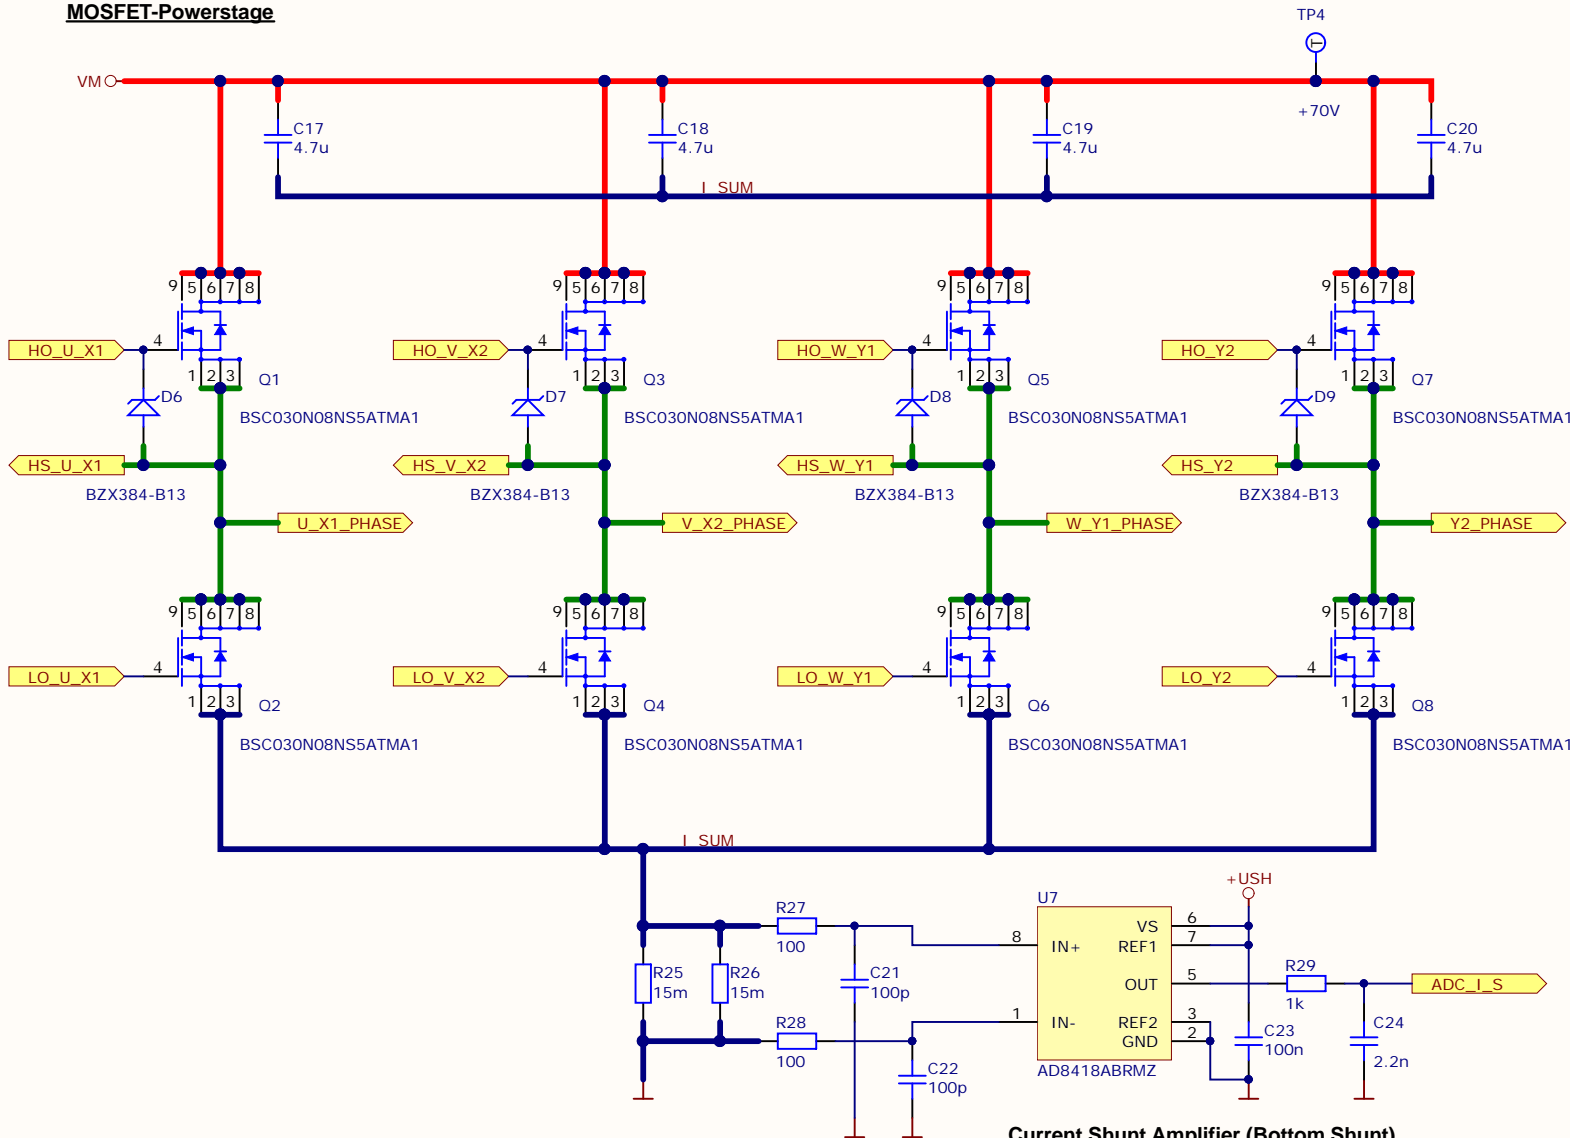 MOSFET-Powerstage
TP4
T
VM
+70V
C17
4.7u
C18
4.7u
C19
4.7u
C20
4.7u
I_SUM
9 5 6 7 8
9 5 6 7 8
9 5 6 7 8
9 5 6 7 8
HO_U_X1 4
HO_V_X2 4
HO_W_Y1 4
HO_Y2 4
1 2 3 Q1
1 2 3 Q3
1 2 3 Q5
1 2 3 Q7
D6
D7
D8
D9
BSC030N08NS5ATMA1
BSC030N08NS5ATMA1
BSC030N08NS5ATMA1
BSC030N08NS5ATMA1
HS_U_X1
HS_V_X2
HS_W_Y1
HS_Y2
BZX384-B13
BZX384-B13
BZX384-B13
BZX384-B13
U_X1_PHASE
V_X2_PHASE
W_Y1_PHASE
Y2_PHASE
9 5 6 7 8
9 5 6 7 8
9 5 6 7 8
9 5 6 7 8
LO_U_X1 4
LO_V_X2 4
LO_W_Y1 4
LO_Y2 4
1 2 3 Q2
1 2 3 Q4
1 2 3 Q6
1 2 3 Q8
BSC030N08NS5ATMA1
BSC030N08NS5ATMA1
BSC030N08NS5ATMA1
BSC030N08NS5ATMA1
I_SUM
+USH
U7
R27
100
8 IN+
VS 6
REF1 7
R25
15m
R26
15m
C21
100p
OUT 5
R29
1k
ADC_I_S
R28
100
1 IN-
REF2 3
GND 2
C23
100n
C24
2.2n
C22
100p
AD8418ABRMZ
Current Shunt Amplifier (Bottom Shunt)